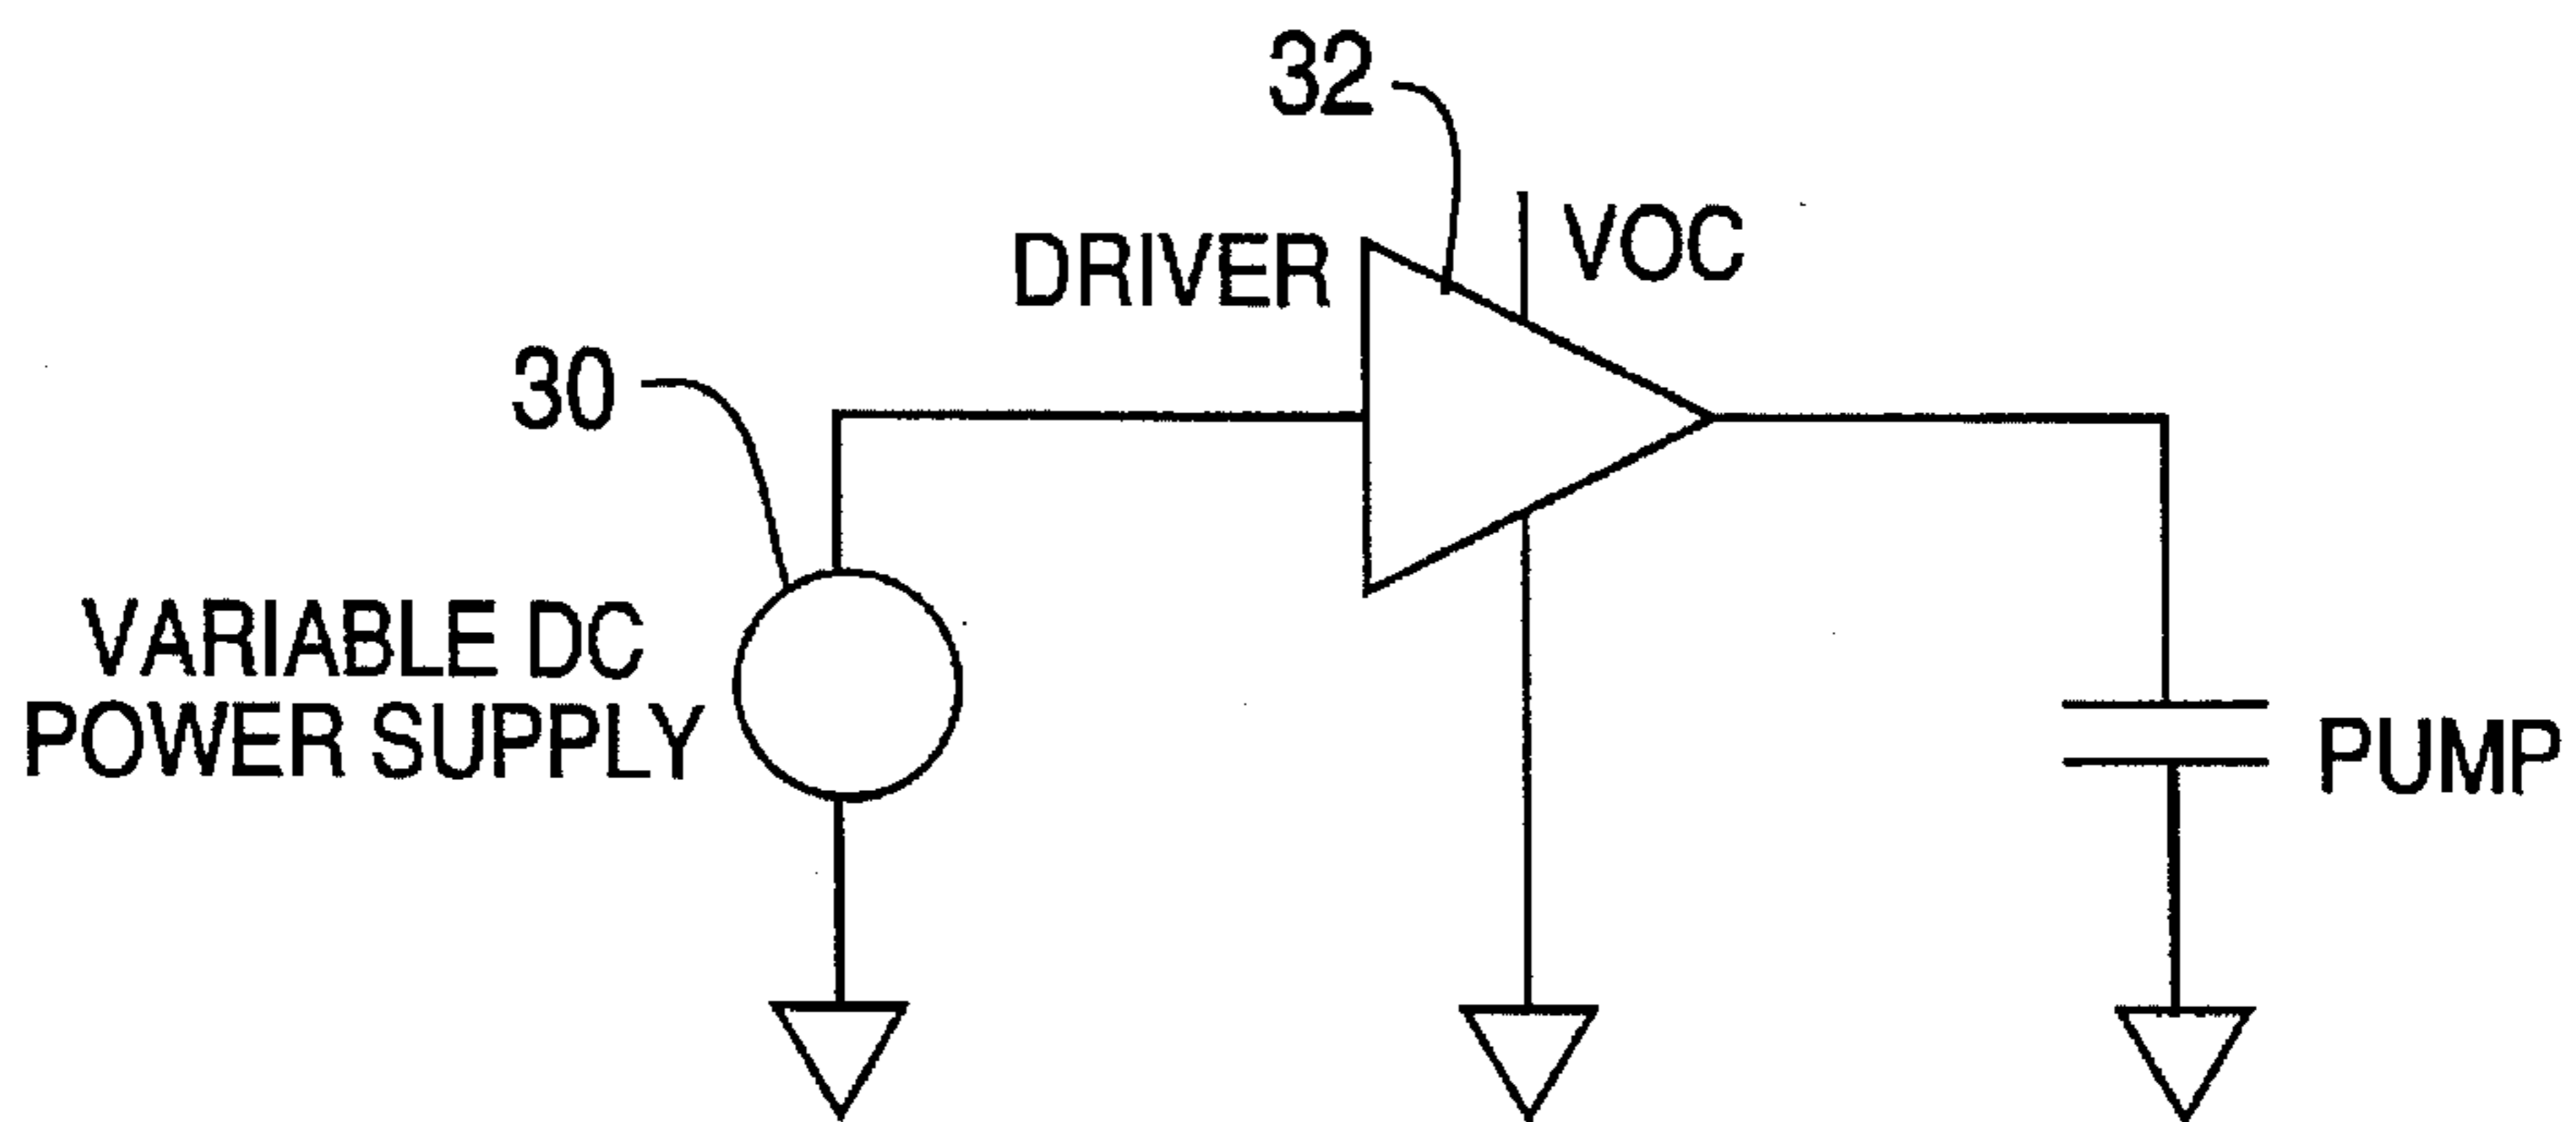 32
DRIVER
VOC
30
VARIABLE DC
POWER SUPPLY
PUMP